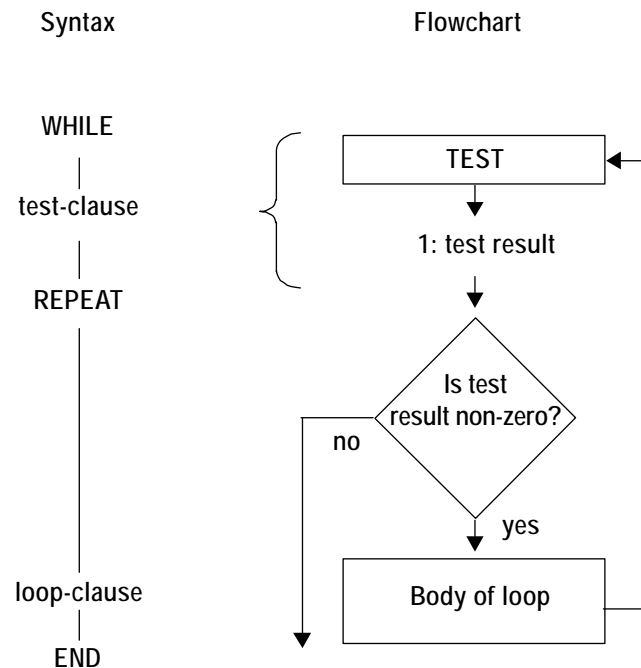 Syntax
Flowchart
WHILE
test-clause
REPEAT
loop-clause
END
TEST
1: test result
Is test
result non-zero?
no
yes
Body of loop